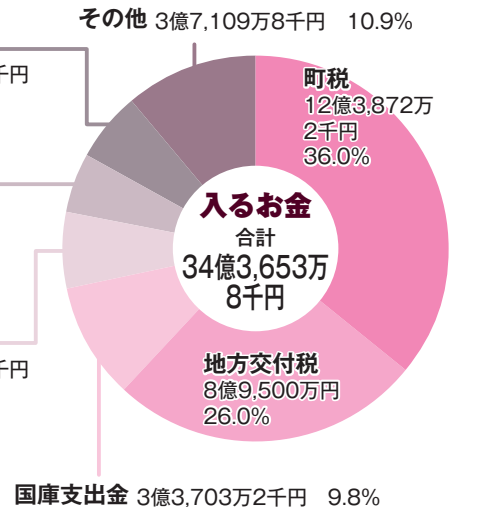 その他 3億7,109万8千円 10.9%
千円
町税
12億3,872万
2千円
36.0%
入るお金
合計
34億3,653万
8千円
千円
地方交付税
8億9,500万円
26.0%
国庫支出金 3億3,703万2千円 9.8%